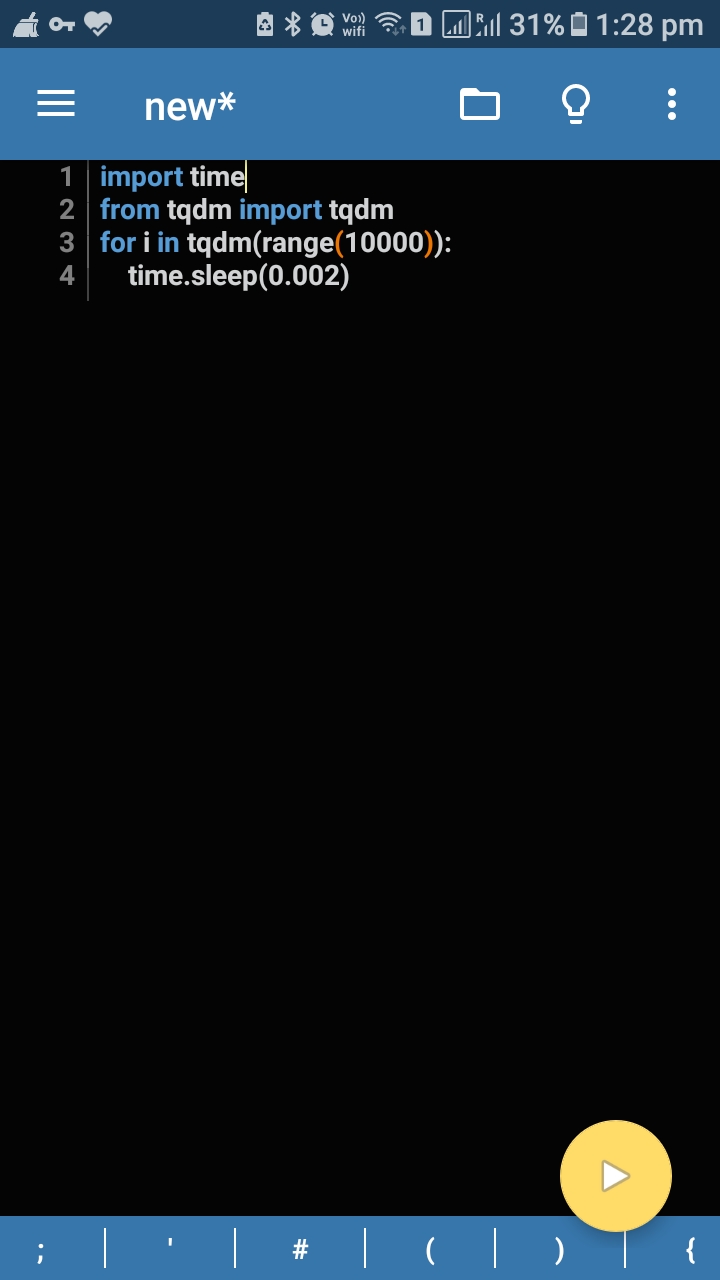 Vo))
wifi
1
R
31%
1:28 pm
new*
1 import time
2 from tqdm import tqdm
3 for i in tqdm(range(10000)):
4     time.sleep(0.002)
; ' # ( ) {